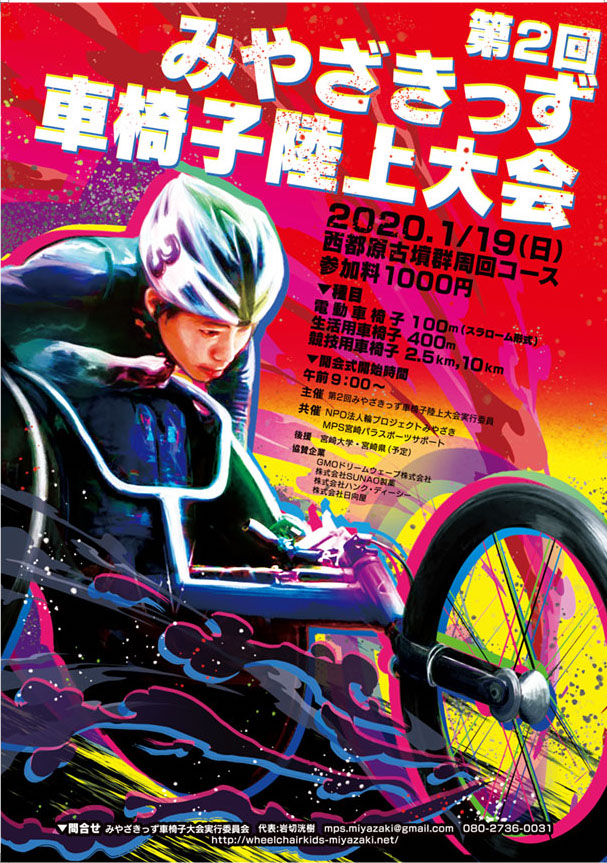 第2回
みやざきっず
車椅子陸上大会
2020.1/19(日)
西都原古墳群周回コース
参加料1000円
▼種目
電動車椅子 100m(スラローム形式)
生活用車椅子 400m
競技用車椅子 2.5km,10km
▼開会式開始時間
午前9:00～
主催 第2回みやざきっず車椅子陸上大会実行委員
共催 NPO法人輪プロジェクトみやざき
MPS宮崎パラスポーツサポート
後援 宮崎大学・宮崎県(予定)
協賛企業
GMOドリームウェーブ株式会社
株式会社SUNAO製薬
株式会社ハンク・ディーシー
株式会社日向屋
▼問合せ みやざきっず車椅子大会実行委員会 代表:岩切洸樹 mps.miyazaki@gmail.com 080-2736-0031
http://wheelchairkids-miyazaki.net/